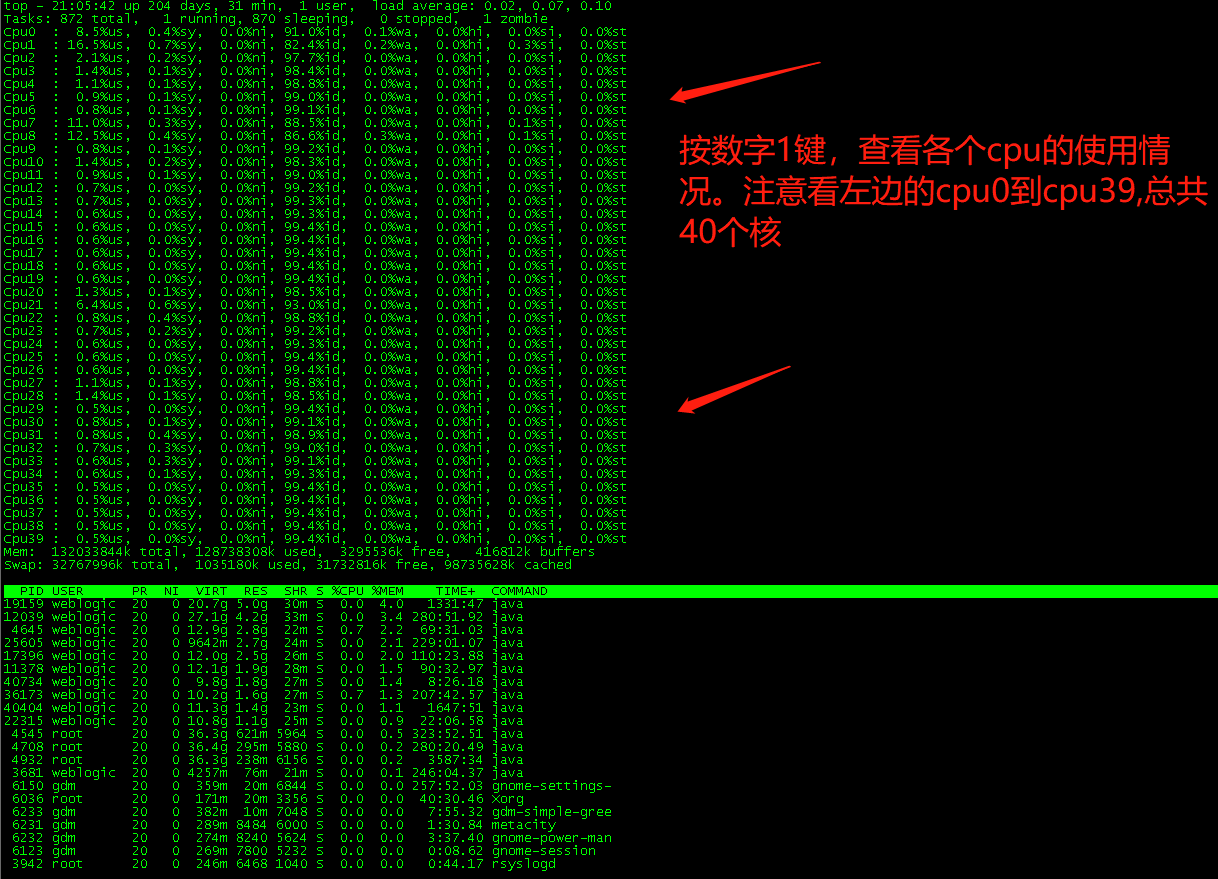 top - 21:05:42 up 204 days, 31 min,  1 user,  load average: 0.02, 0.07, 0.10
Tasks: 872 total,   1 running, 870 sleeping,   0 stopped,   1 zombie
Cpu0  :  8.5%us,  0.4%sy,  0.0%ni, 91.0%id,  0.1%wa,  0.0%hi,  0.0%si,  0.0%st
Cpu1  : 16.5%us,  0.7%sy,  0.0%ni, 82.4%id,  0.2%wa,  0.0%hi,  0.3%si,  0.0%st
Cpu2  :  2.1%us,  0.2%sy,  0.0%ni, 97.7%id,  0.0%wa,  0.0%hi,  0.0%si,  0.0%st
Cpu3  :  1.4%us,  0.1%sy,  0.0%ni, 98.4%id,  0.0%wa,  0.0%hi,  0.0%si,  0.0%st
Cpu4  :  1.1%us,  0.1%sy,  0.0%ni, 98.8%id,  0.0%wa,  0.0%hi,  0.0%si,  0.0%st
Cpu5  :  0.9%us,  0.1%sy,  0.0%ni, 99.0%id,  0.0%wa,  0.0%hi,  0.0%si,  0.0%st
Cpu6  :  0.8%us,  0.1%sy,  0.0%ni, 99.1%id,  0.0%wa,  0.0%hi,  0.0%si,  0.0%st
Cpu7  : 11.0%us,  0.3%sy,  0.0%ni, 88.5%id,  0.0%wa,  0.0%hi,  0.1%si,  0.0%st
Cpu8  : 12.5%us,  0.4%sy,  0.0%ni, 86.6%id,  0.3%wa,  0.0%hi,  0.1%si,  0.0%st
Cpu9  :  0.8%us,  0.1%sy,  0.0%ni, 99.2%id,  0.0%wa,  0.0%hi,  0.0%si,  0.0%st
Cpu10 :  1.4%us,  0.2%sy,  0.0%ni, 98.3%id,  0.0%wa,  0.0%hi,  0.0%si,  0.0%st
Cpu11 :  0.9%us,  0.1%sy,  0.0%ni, 99.0%id,  0.0%wa,  0.0%hi,  0.0%si,  0.0%st
Cpu12 :  0.7%us,  0.0%sy,  0.0%ni, 99.2%id,  0.0%wa,  0.0%hi,  0.0%si,  0.0%st
Cpu13 :  0.7%us,  0.0%sy,  0.0%ni, 99.3%id,  0.0%wa,  0.0%hi,  0.0%si,  0.0%st
Cpu14 :  0.6%us,  0.0%sy,  0.0%ni, 99.3%id,  0.0%wa,  0.0%hi,  0.0%si,  0.0%st
Cpu15 :  0.6%us,  0.0%sy,  0.0%ni, 99.4%id,  0.0%wa,  0.0%hi,  0.0%si,  0.0%st
Cpu16 :  0.6%us,  0.0%sy,  0.0%ni, 99.4%id,  0.0%wa,  0.0%hi,  0.0%si,  0.0%st
Cpu17 :  0.6%us,  0.0%sy,  0.0%ni, 99.4%id,  0.0%wa,  0.0%hi,  0.0%si,  0.0%st
Cpu18 :  0.6%us,  0.0%sy,  0.0%ni, 99.4%id,  0.0%wa,  0.0%hi,  0.0%si,  0.0%st
Cpu19 :  0.6%us,  0.0%sy,  0.0%ni, 99.4%id,  0.0%wa,  0.0%hi,  0.0%si,  0.0%st
Cpu20 :  1.3%us,  0.1%sy,  0.0%ni, 98.5%id,  0.0%wa,  0.0%hi,  0.0%si,  0.0%st
Cpu21 :  6.4%us,  0.6%sy,  0.0%ni, 93.0%id,  0.0%wa,  0.0%hi,  0.0%si,  0.0%st
Cpu22 :  0.8%us,  0.4%sy,  0.0%ni, 98.8%id,  0.0%wa,  0.0%hi,  0.0%si,  0.0%st
Cpu23 :  0.7%us,  0.2%sy,  0.0%ni, 99.2%id,  0.0%wa,  0.0%hi,  0.0%si,  0.0%st
Cpu24 :  0.6%us,  0.0%sy,  0.0%ni, 99.3%id,  0.0%wa,  0.0%hi,  0.0%si,  0.0%st
Cpu25 :  0.6%us,  0.0%sy,  0.0%ni, 99.4%id,  0.0%wa,  0.0%hi,  0.0%si,  0.0%st
Cpu26 :  0.6%us,  0.0%sy,  0.0%ni, 99.4%id,  0.0%wa,  0.0%hi,  0.0%si,  0.0%st
Cpu27 :  1.1%us,  0.1%sy,  0.0%ni, 98.8%id,  0.0%wa,  0.0%hi,  0.0%si,  0.0%st
Cpu28 :  1.4%us,  0.1%sy,  0.0%ni, 98.5%id,  0.0%wa,  0.0%hi,  0.0%si,  0.0%st
Cpu29 :  0.5%us,  0.0%sy,  0.0%ni, 99.4%id,  0.0%wa,  0.0%hi,  0.0%si,  0.0%st
Cpu30 :  0.8%us,  0.1%sy,  0.0%ni, 99.1%id,  0.0%wa,  0.0%hi,  0.0%si,  0.0%st
Cpu31 :  0.8%us,  0.4%sy,  0.0%ni, 98.9%id,  0.0%wa,  0.0%hi,  0.0%si,  0.0%st
Cpu32 :  0.7%us,  0.3%sy,  0.0%ni, 99.0%id,  0.0%wa,  0.0%hi,  0.0%si,  0.0%st
Cpu33 :  0.6%us,  0.3%sy,  0.0%ni, 99.1%id,  0.0%wa,  0.0%hi,  0.0%si,  0.0%st
Cpu34 :  0.6%us,  0.1%sy,  0.0%ni, 99.3%id,  0.0%wa,  0.0%hi,  0.0%si,  0.0%st
Cpu35 :  0.5%us,  0.0%sy,  0.0%ni, 99.4%id,  0.0%wa,  0.0%hi,  0.0%si,  0.0%st
Cpu36 :  0.5%us,  0.0%sy,  0.0%ni, 99.4%id,  0.0%wa,  0.0%hi,  0.0%si,  0.0%st
Cpu37 :  0.5%us,  0.0%sy,  0.0%ni, 99.4%id,  0.0%wa,  0.0%hi,  0.0%si,  0.0%st
Cpu38 :  0.5%us,  0.0%sy,  0.0%ni, 99.4%id,  0.0%wa,  0.0%hi,  0.0%si,  0.0%st
Cpu39 :  0.5%us,  0.0%sy,  0.0%ni, 99.4%id,  0.0%wa,  0.0%hi,  0.0%si,  0.0%st
Mem:  132033844k total, 128738308k used,  3295536k free,   416812k buffers
Swap: 32767996k total,  1035180k used, 31732816k free, 98735628k cached
按数字1键，查看各个cpu的使用情
况。注意看左边的cpu0到cpu39,总共
40个核
PID USER      PR  NI  VIRT  RES  SHR S %CPU %MEM    TIME+  COMMAND
19159 weblogic  20   0 20.7g 5.0g  30m S  0.0  4.0   1331:47 java
12039 weblogic  20   0 27.1g 4.2g  33m S  0.0  3.4 280:51.92 java
4645 weblogic  20   0 12.9g 2.8g  22m S  0.7  2.2  69:31.03 java
25605 weblogic  20   0 9642m 2.7g  24m S  0.0  2.1 229:01.07 java
17396 weblogic  20   0 12.0g 2.5g  26m S  0.0  2.0 110:23.88 java
11378 weblogic  20   0 12.1g 1.9g  28m S  0.0  1.5  90:32.97 java
40734 weblogic  20   0  9.8g 1.8g  27m S  0.0  1.4   8:26.18 java
36173 weblogic  20   0 10.2g 1.6g  27m S  0.7  1.3 207:42.57 java
40404 weblogic  20   0 11.3g 1.4g  23m S  0.0  1.1   1647:51 java
22315 weblogic  20   0 10.8g 1.1g  25m S  0.0  0.9  22:06.58 java
4545 root      20   0 36.3g 621m 5964 S  0.0  0.5 323:52.51 java
4708 root      20   0 36.4g 295m 5880 S  0.0  0.2 280:20.49 java
4932 root      20   0 36.3g 238m 6156 S  0.0  0.2   3587:34 java
3681 weblogic  20   0 4257m  76m  21m S  0.0  0.1 246:04.37 java
6150 gdm       20   0  359m  20m 6844 S  0.0  0.0 257:52.03 gnome-settings-
6036 root      20   0  171m  20m 3356 S  0.0  0.0  40:30.46 Xorg
6233 gdm       20   0  382m  10m 7048 S  0.0  0.0   7:55.32 gdm-simple-gree
6231 gdm       20   0  289m 8484 6000 S  0.0  0.0   1:30.84 metacity
6232 gdm       20   0  274m 8240 5624 S  0.0  0.0   3:37.40 gnome-power-man
6123 gdm       20   0  269m 7800 5232 S  0.0  0.0   0:08.62 gnome-session
3942 root      20   0  246m 6468 1040 S  0.0  0.0   0:44.17 rsyslogd